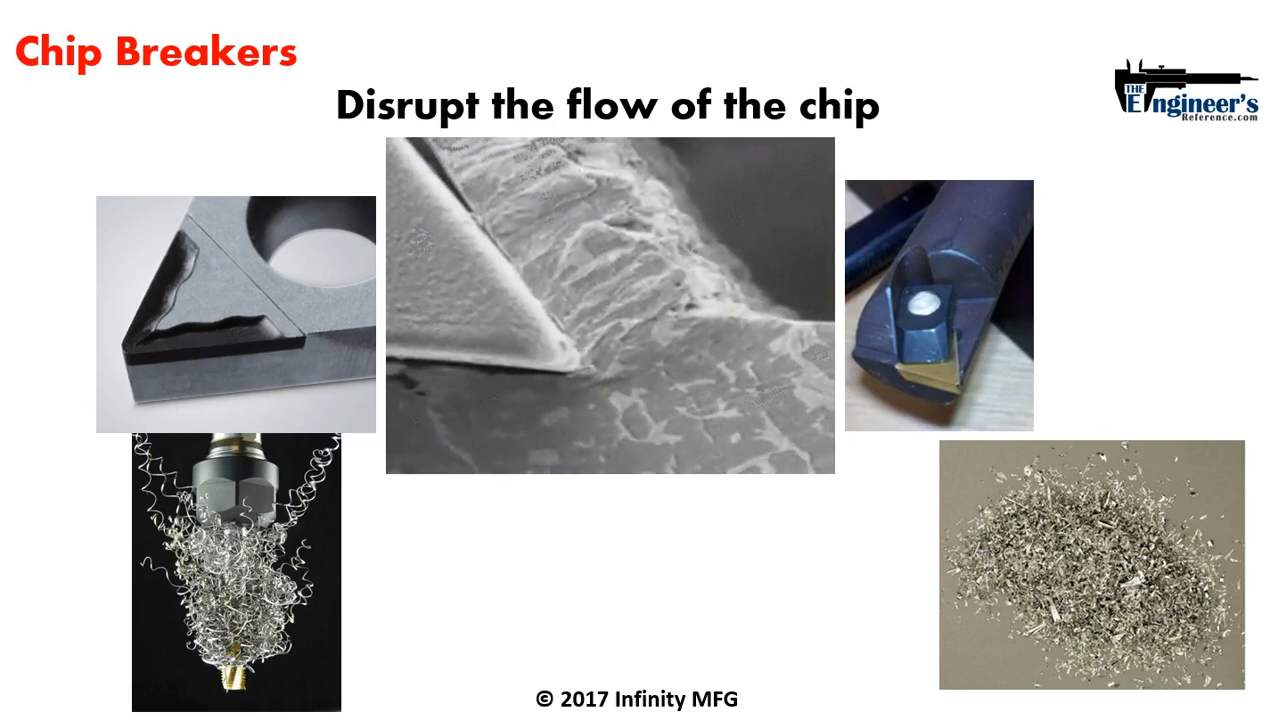 Chip Breakers
Disrupt the flow of the chip
THE
Engineer's
Reference.com
© 2017 Infinity MFG